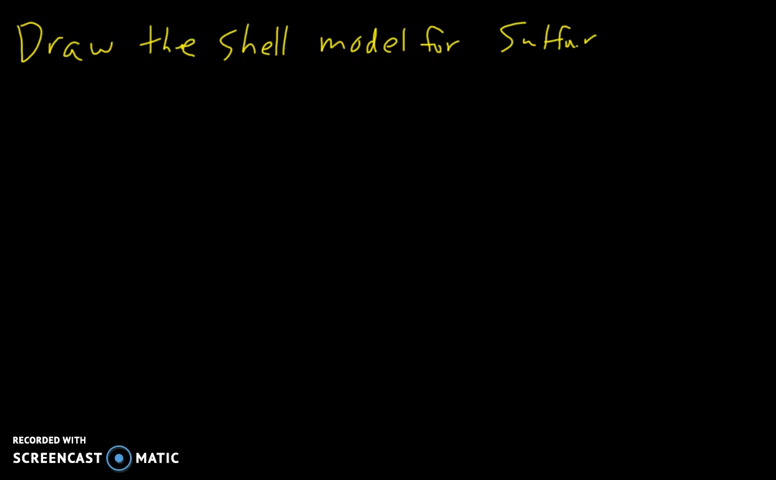 Draw the shell model for Sulfur
RECORDED WITH
SCREENCAST MATIC